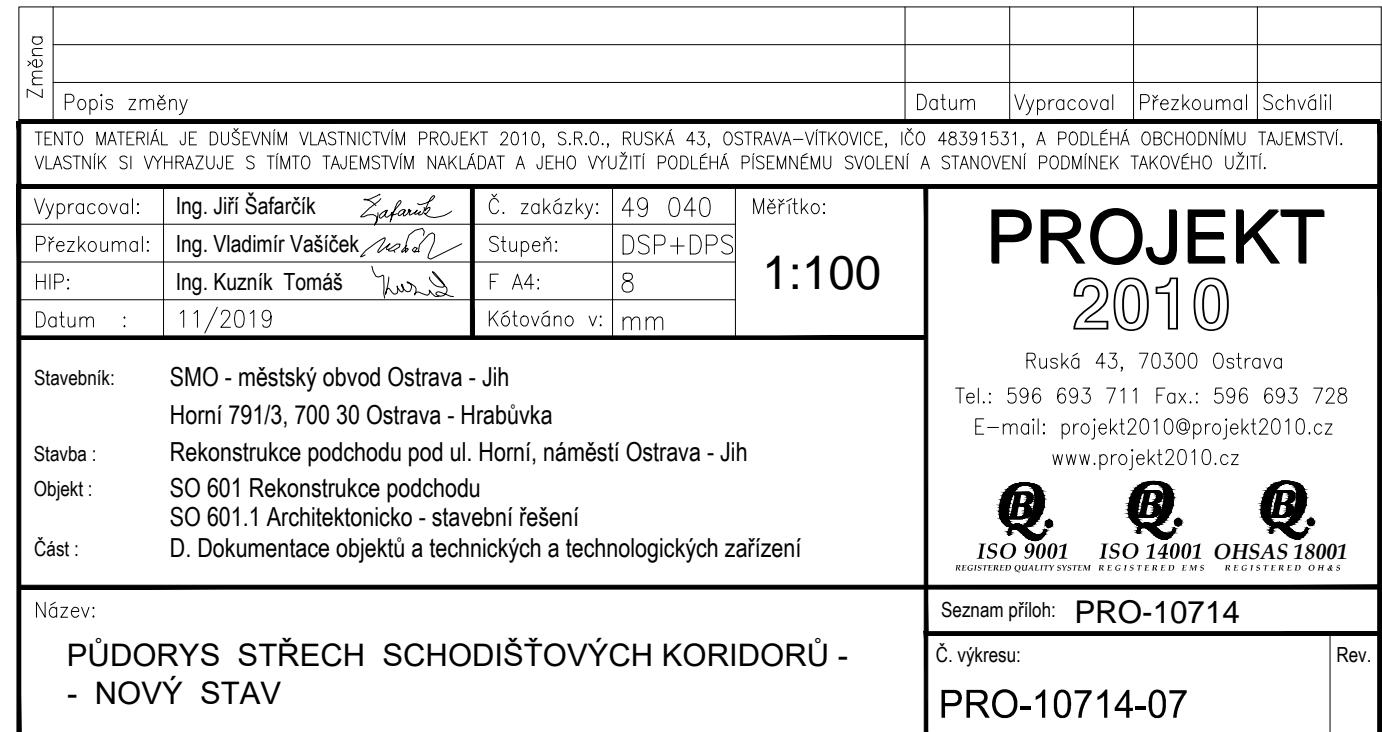 Změna
Popis změny Datum Vypracoval Přezkoumal Schválil
TENTO MATERIÁL JE DUŠEVNÍM VLASTNICTVÍM PROJEKT 2010, S.R.O., RUSKÁ 43, OSTRAVA-VÍTKOVICE, IČO 48391531, A PODLÉHÁ OBCHODNÍMU TAJEMSTVÍ.
VLASTNÍK SI VYHRAZUJE S TÍMTO TAJEMSTVÍM NAKLÁDAT A JEHO VYUŽITÍ PODLÉHÁ PÍSEMNÉMU SVOLENÍ A STANOVENÍ PODMÍNEK TAKOVÉHO UŽITÍ.
Vypracoval: Ing. Jiří Šafarčík Č. zakázky: 49 040 Měřítko:
Přezkoumal: Ing. Vladimír Vašíček Stupeň: DSP+DPS
HIP: Ing. Kuzník Tomáš F A4: 8 1:100
Datum : 11/2019 Kótováno v: mm
PROJEKT
2010
Ruská 43, 70300 Ostrava
Tel.: 596 693 711 Fax.: 596 693 728
E-mail: projekt2010@projekt2010.cz
www.projekt2010.cz
BQ. BQ. BQ.
ISO 9001 ISO 14001 OHSAS 18001
REGISTERED QUALITY SYSTEM REGISTERED EMS REGISTERED OH&S
Stavebník: SMO - městský obvod Ostrava - Jih
Horní 791/3, 700 30 Ostrava - Hrabůvka
Stavba : Rekonstrukce podchodu pod ul. Horní, náměstí Ostrava - Jih
Objekt : SO 601 Rekonstrukce podchodu
SO 601.1 Architektonicko - stavební řešení
Část : D. Dokumentace objektů a technických a technologických zařízení
Název:
PŮDORYS STŘECH SCHODIŠŤOVÝCH KORIDORŮ -
- NOVÝ STAV
Seznam příloh: PRO-10714
Č. výkresu: Rev.
PRO-10714-07